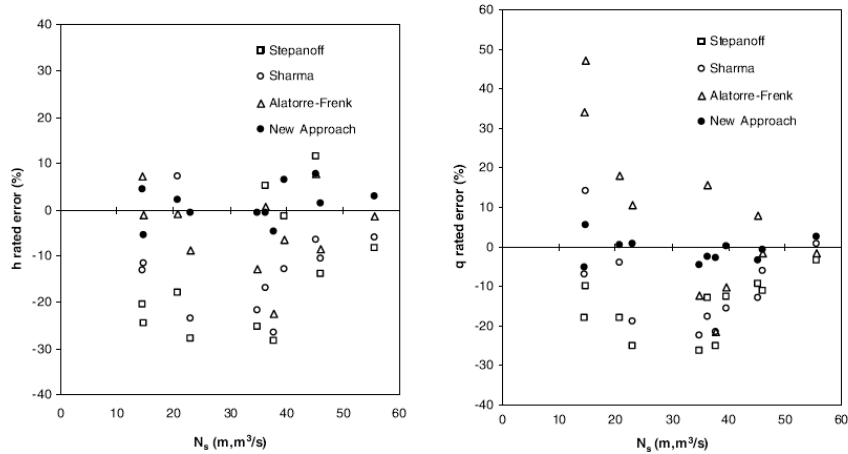 40
30
20
10
0
-10
-20
-30
-40
h rated error (%)
Stepanoff
Sharma
Alatorre-Frenk
New Approach
0 10 20 30 40 50 60
Nₛ (m,m³/s)
60
50
40
30
20
10
0
-10
-20
-30
-40
q rated error (%)
Stepanoff
Sharma
Alatorre-Frenk
New Approach
0 10 20 30 40 50 60
Nₛ (m,m³/s)